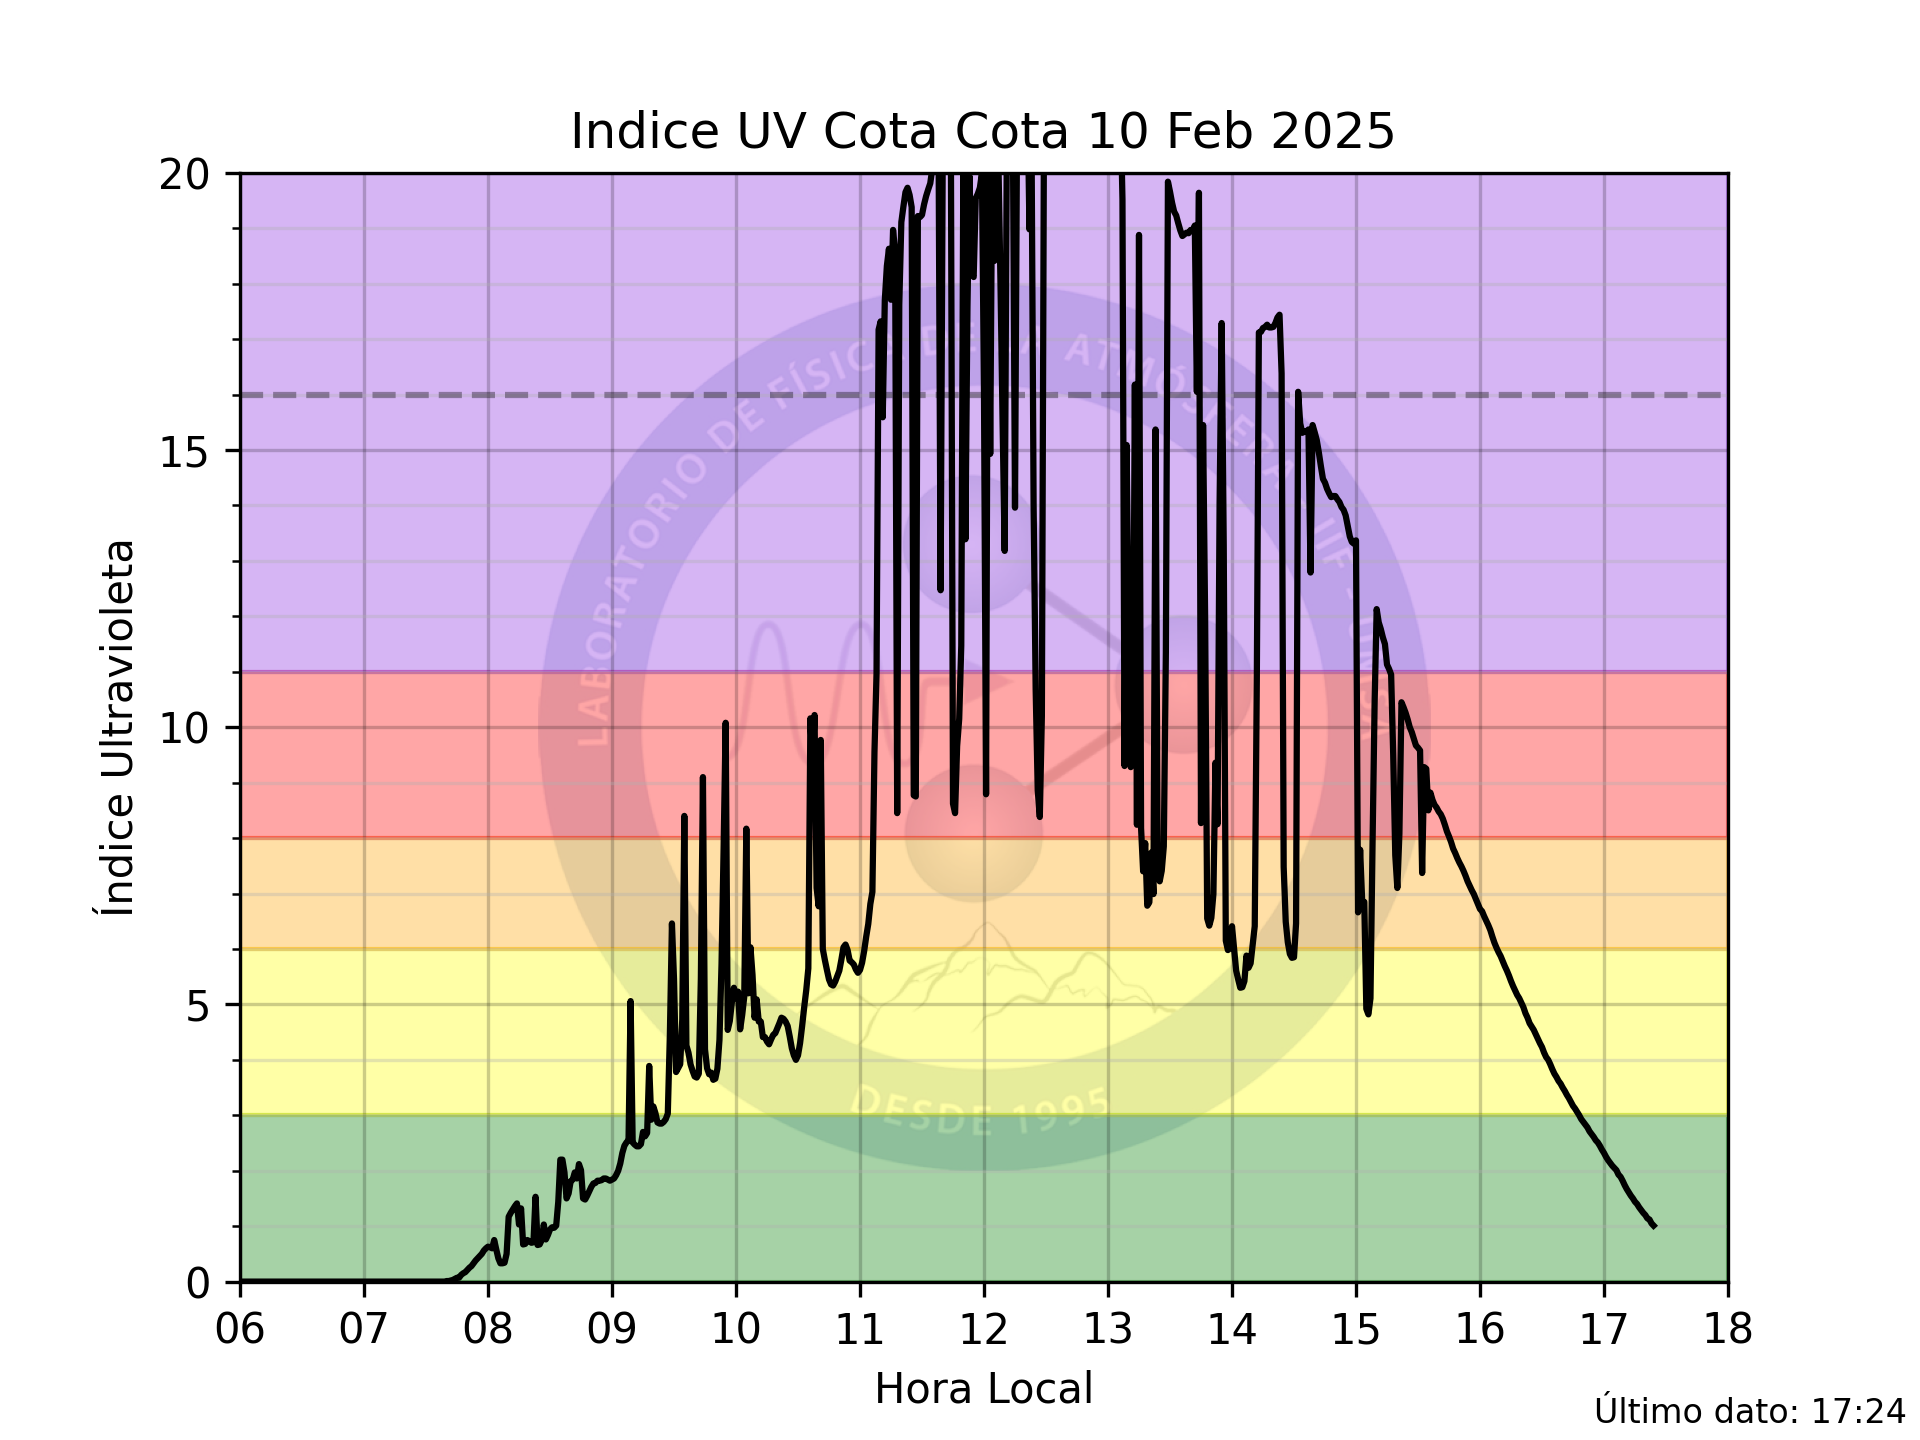 Indice UV Cota Cota 10 Feb 2025
20
15
10
5
0
Índice Ultravioleta
LABORATORIO DE FÍSICA DE LA ATMÓSFERA
DESDE 1995
06 07 08 09 10 11 12 13 14 15 16 17 18
Hora Local
Último dato: 17:24